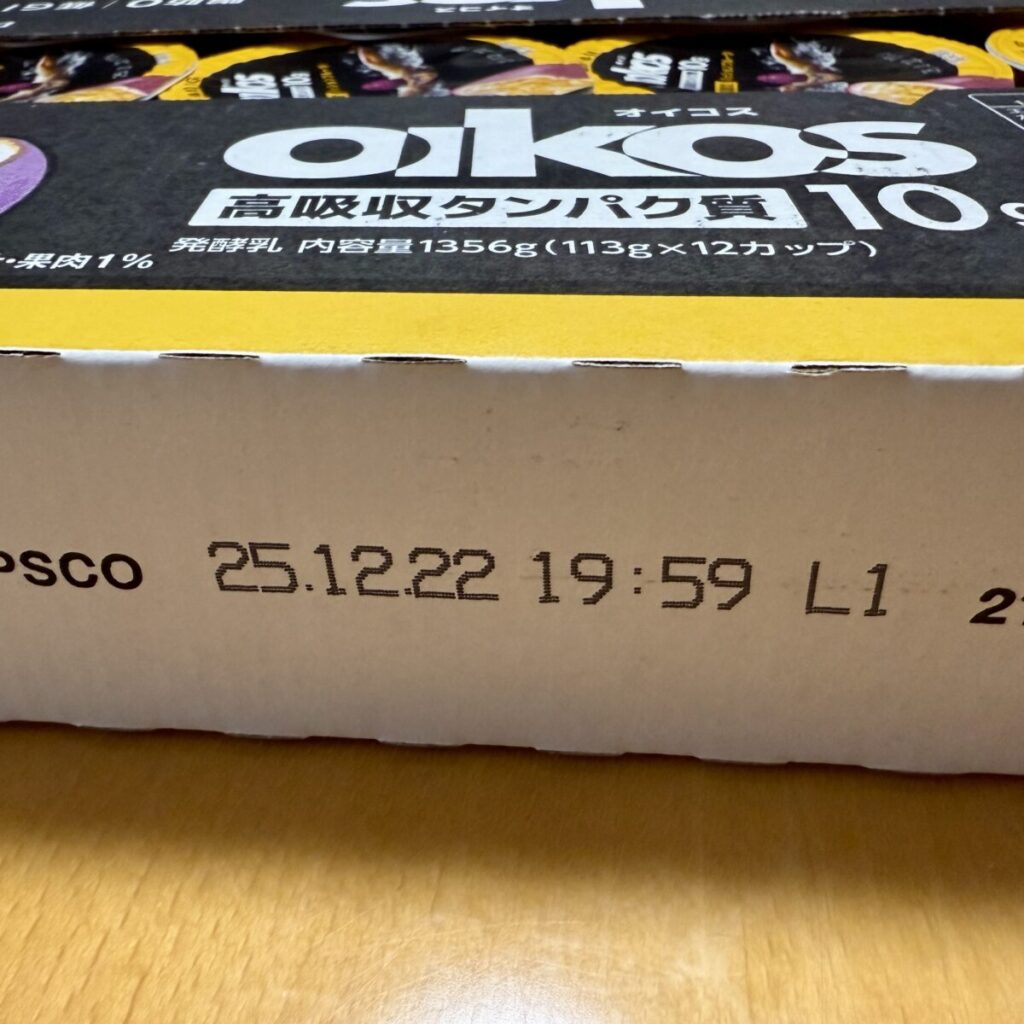 oikos
オイコス
oikos
高吸収タンパク質 10
発酵乳 内容量1356g(113g×12カップ)
・果肉1%
PSCO 25.12.22 19:59 L1